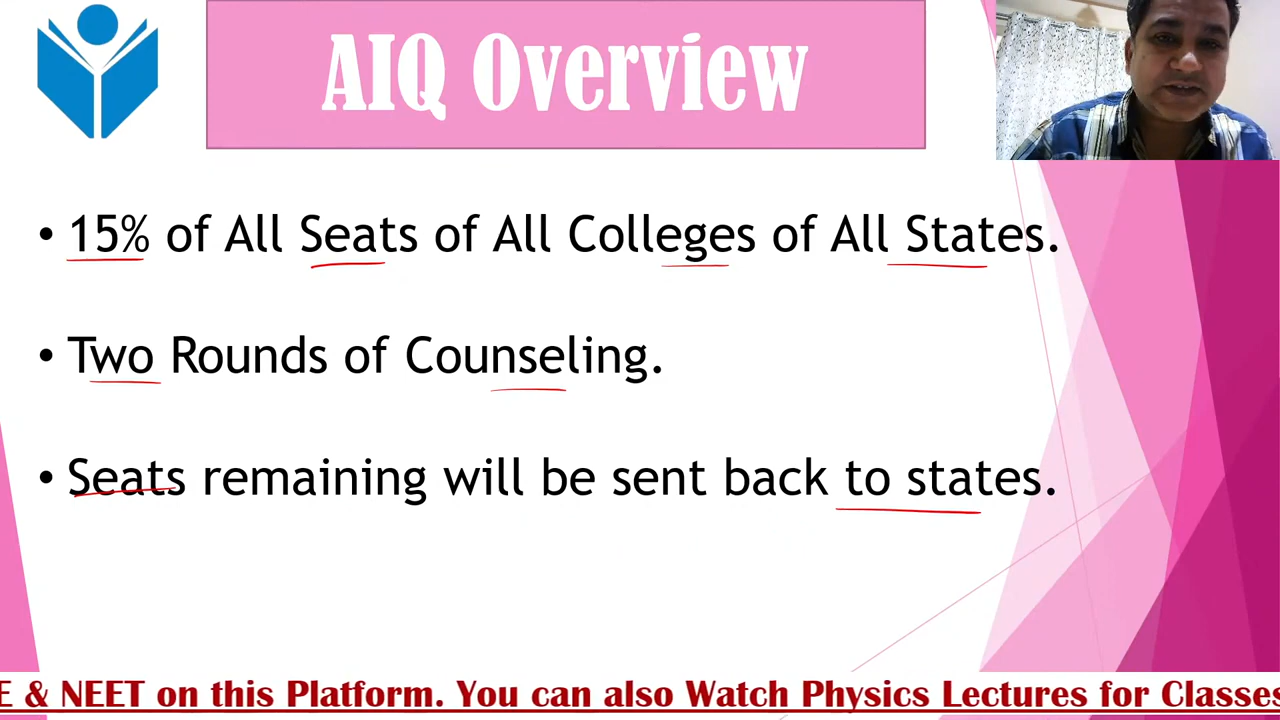 AIQ Overview
• 15% of All Seats of All Colleges of All States.
• Two Rounds of Counseling.
• Seats remaining will be sent back to states.
E & NEET on this Platform. You can also Watch Physics Lectures for Classes